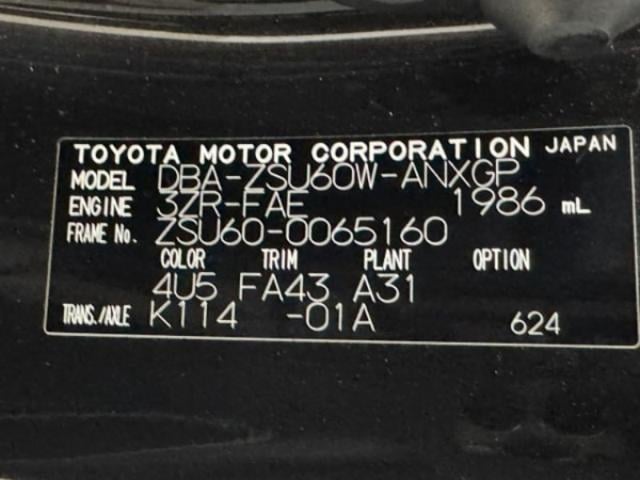 TOYOTA MOTOR CORPORATION JAPAN
MODEL DBA-ZSU60W-ANXGP
ENGINE 3ZR-FAE 1986 mL
FRAME No. ZSU60-0065160
COLOR TRIM PLANT OPTION
4U5 FA43 A31
TRANS./AXLE K114 -01A 624